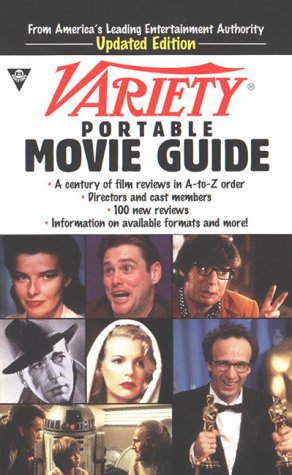 From America's Leading Entertainment Authority
Updated Edition
VARIETY®
PORTABLE
MOVIE GUIDE
• A century of film reviews in A-to-Z order
• Directors and cast members
• 100 new reviews
• Information on available formats and more!